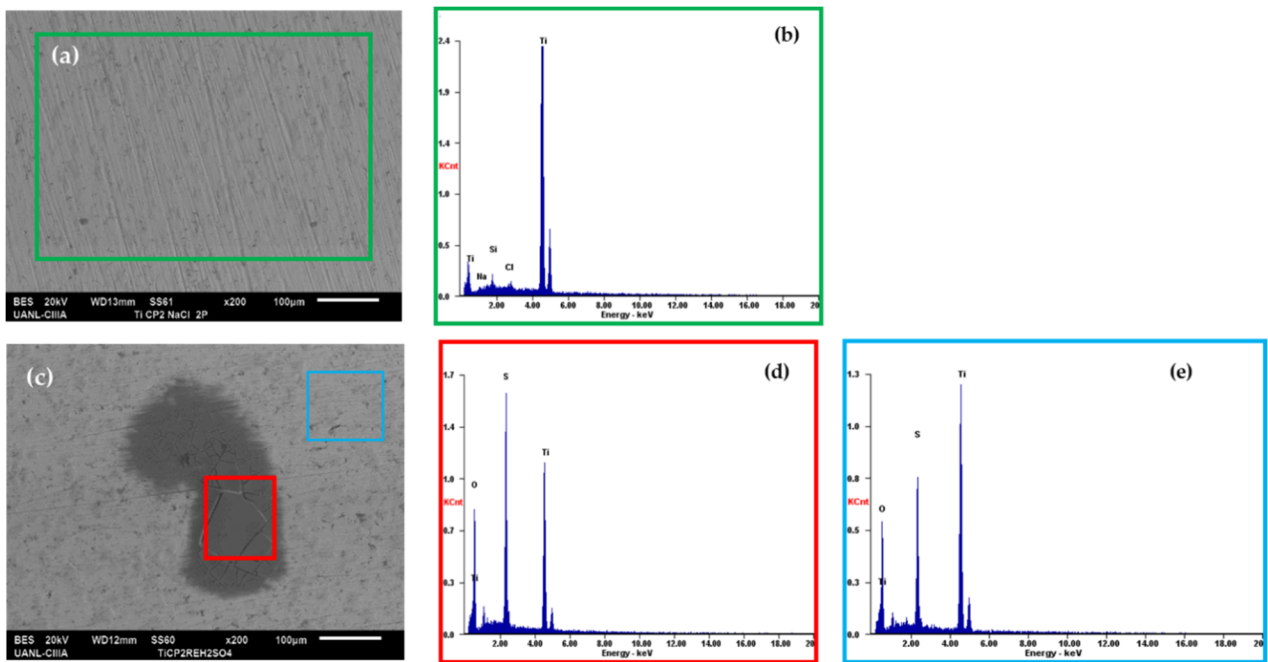 (a)
BES 20kV WD13mm SS61 x200 100µm
UANL-CIIIA Ti CP2 NaCl 2P
(b)
2.4
1.9
1.4
KCnt
1.0
0.5
0.0
Ti
Ti
Na
Si
Cl
2.00 4.00 6.00 8.00 10.00 12.00 14.00 16.00 18.00 20
Energy - keV
(c)
BES 20kV WD12mm SS60 x200 100µm
UANL-CIIIA TiCP2REH2SO4
(d)
1.7
1.4
1.0
KCnt
0.7
0.3
0.0
O
Ti
S
Ti
2.00 4.00 6.00 8.00 10.00 12.00 14.00 16.00 18.00 20
Energy - keV
(e)
1.3
1.0
0.8
KCnt
0.5
0.3
0.0
O
Ti
S
Ti
2.00 4.00 6.00 8.00 10.00 12.00 14.00 16.00 18.00 20
Energy - keV